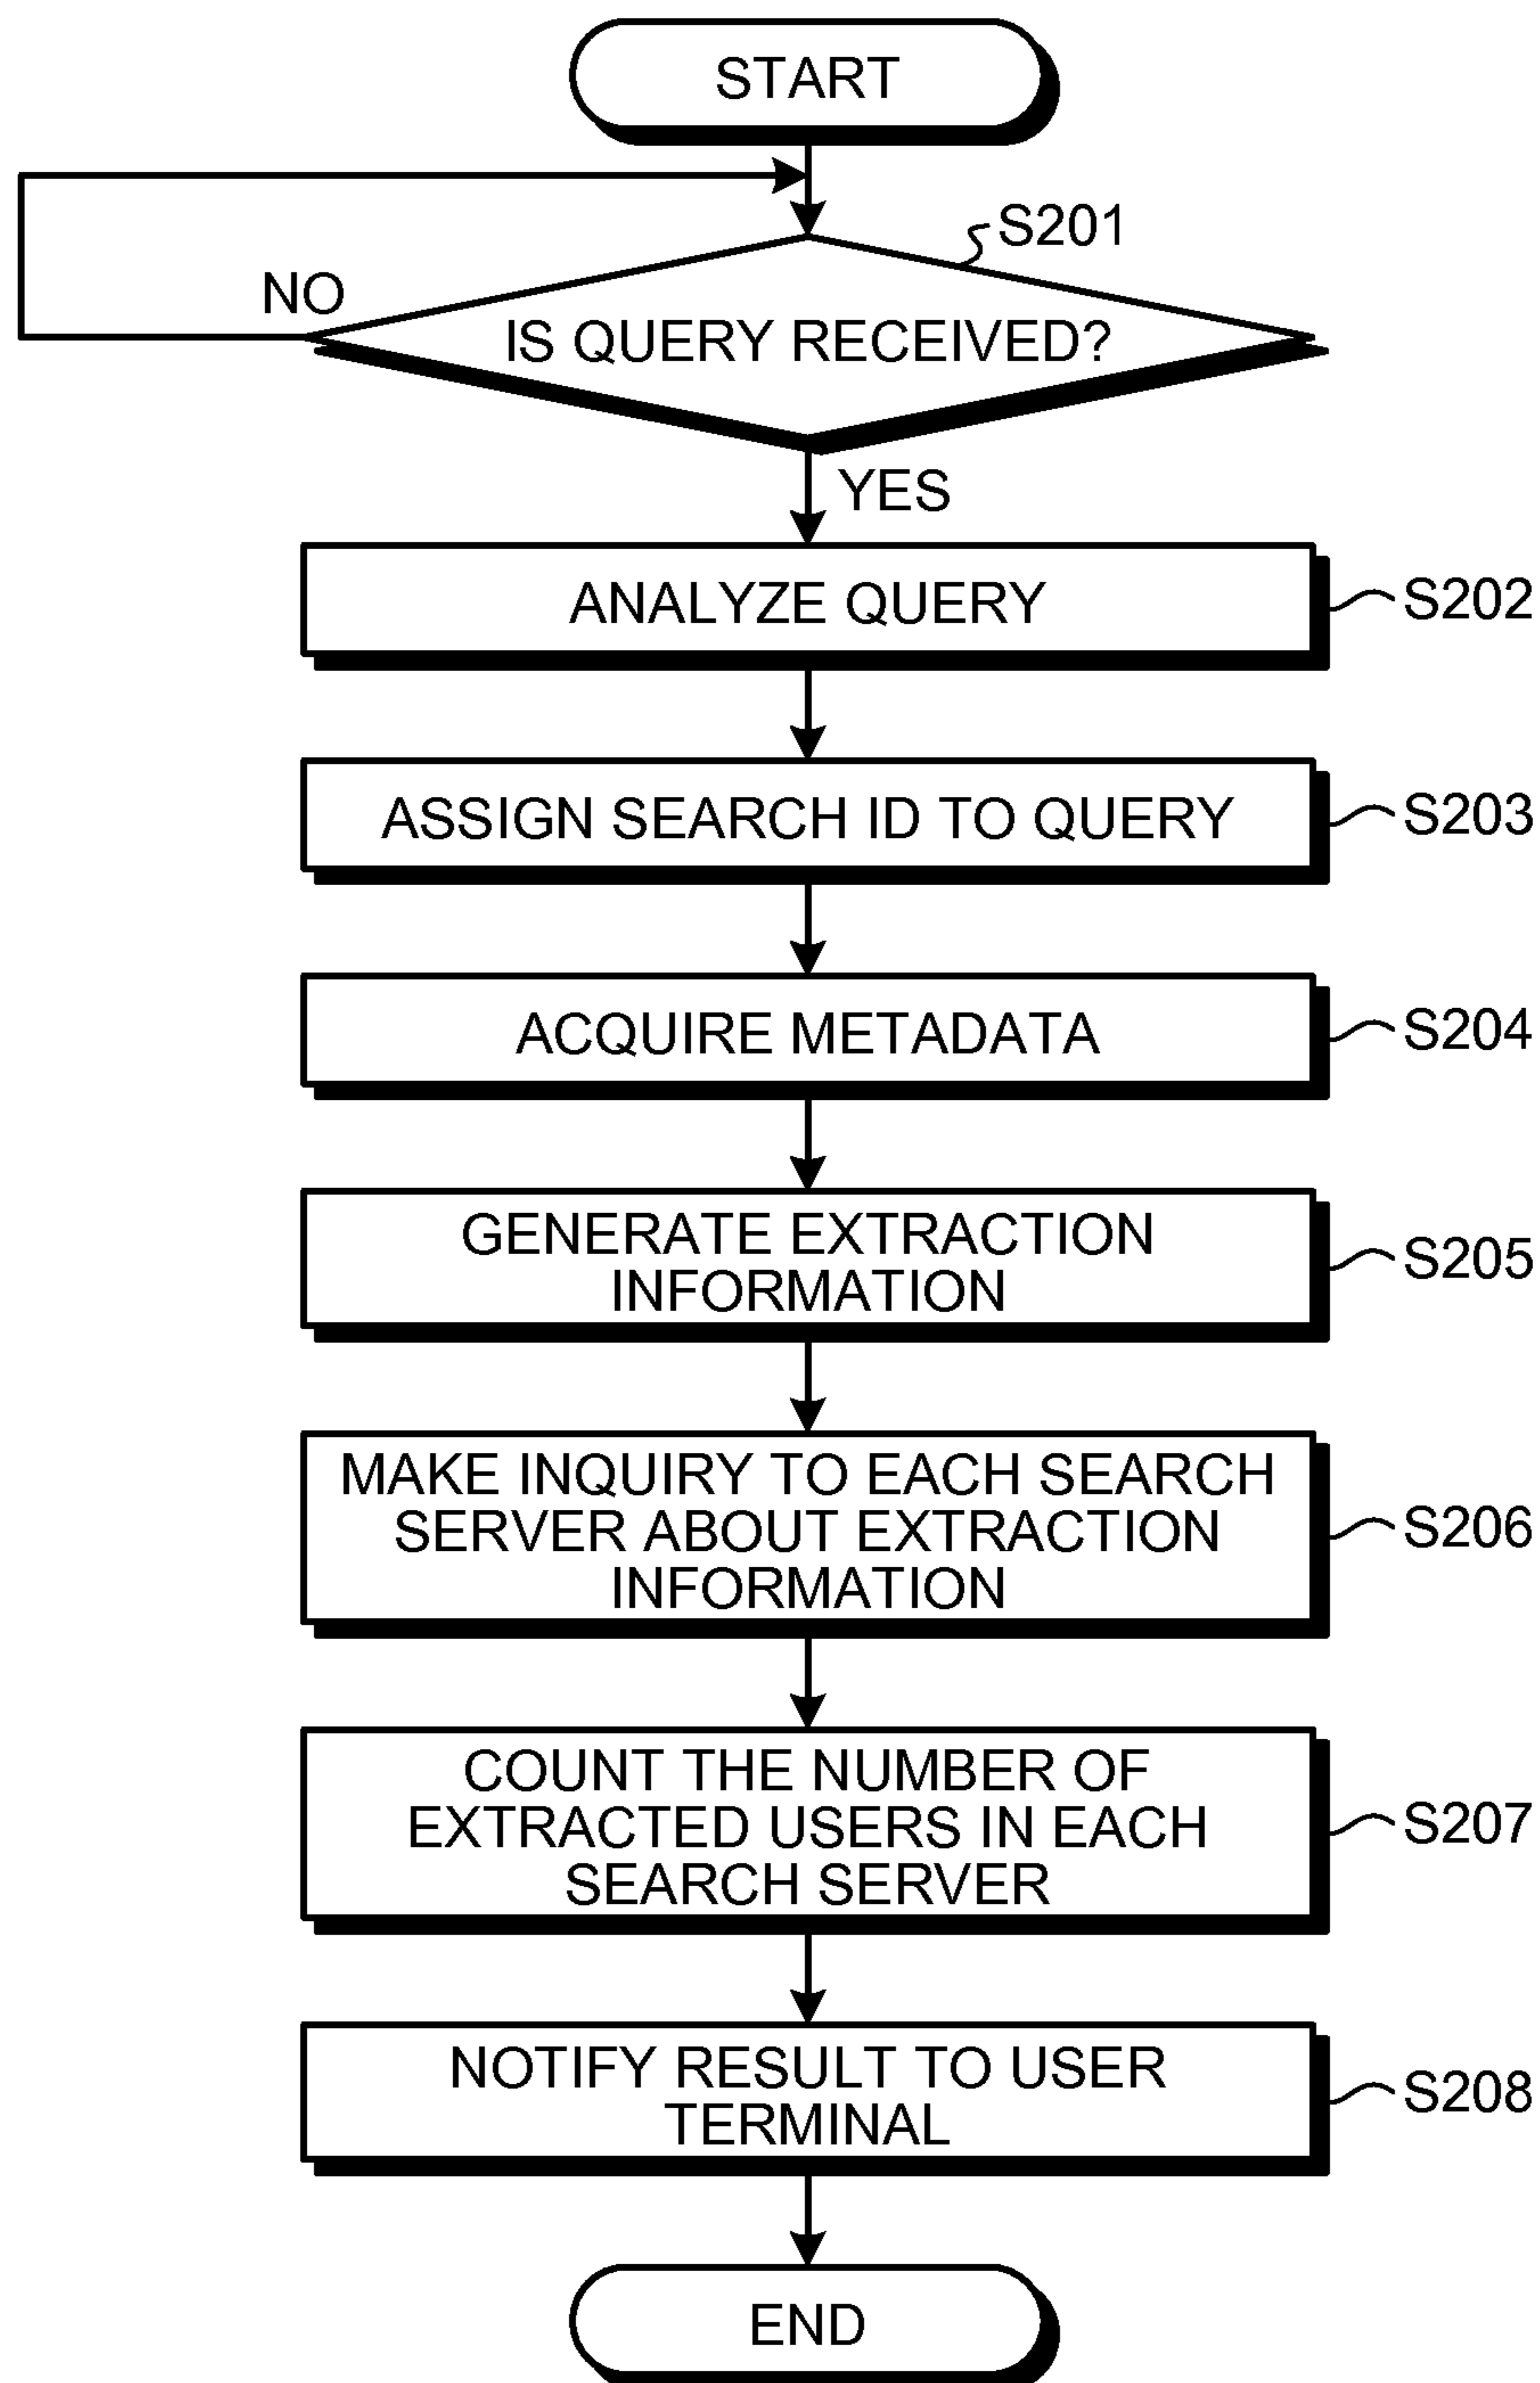 START
S201
NO
IS QUERY RECEIVED?
YES
ANALYZE QUERY
S202
ASSIGN SEARCH ID TO QUERY
S203
ACQUIRE METADATA
S204
GENERATE EXTRACTION
INFORMATION
S205
MAKE INQUIRY TO EACH SEARCH
SERVER ABOUT EXTRACTION
INFORMATION
S206
COUNT THE NUMBER OF
EXTRACTED USERS IN EACH
SEARCH SERVER
S207
NOTIFY RESULT TO USER
TERMINAL
S208
END